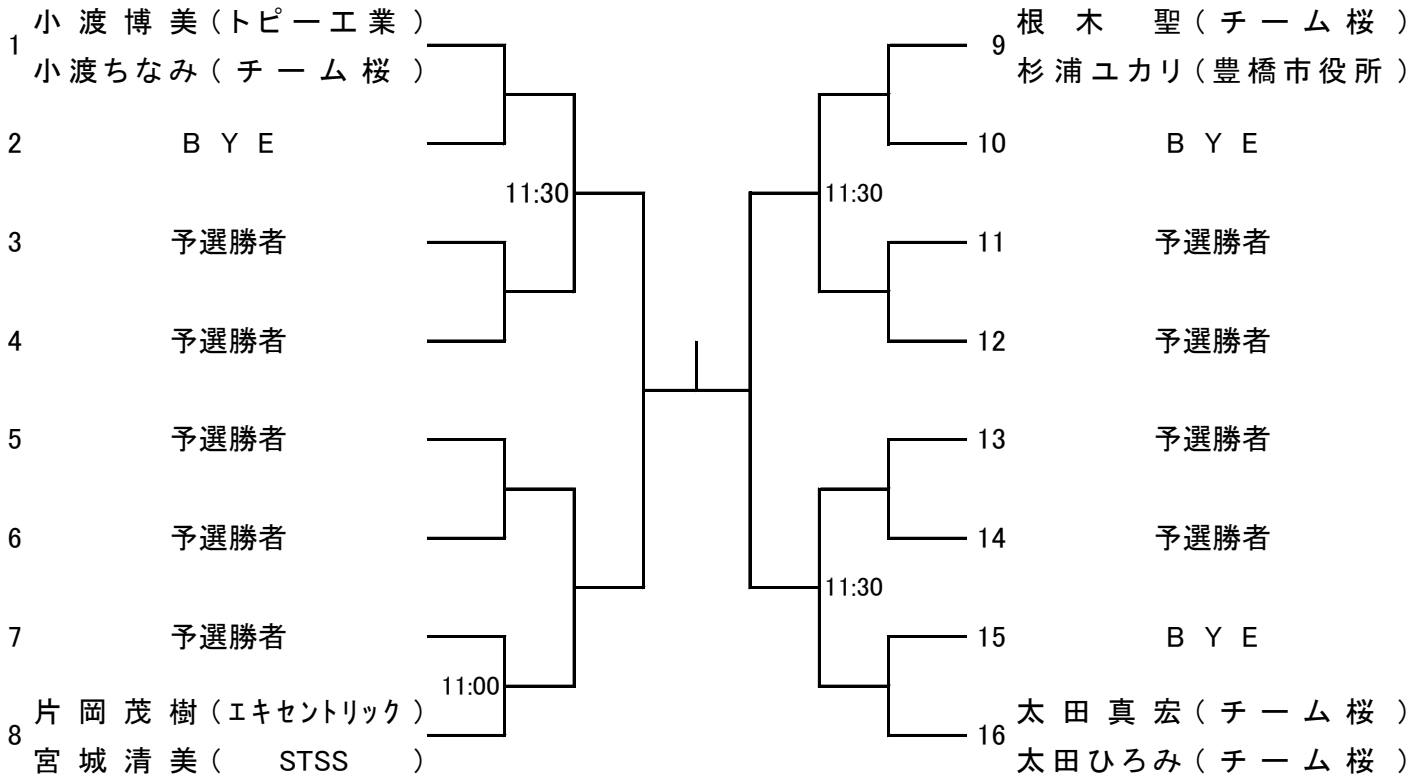 1 小渡博美(トピー工業)
小渡ちなみ(チーム桜)
2 BYE
11:30
3 予選勝者
4 予選勝者
5 予選勝者
6 予選勝者
7 予選勝者
11:00
8 片岡茂樹(エキセントリック)
宮城清美( STSS )
9 根木 聖(チーム桜)
杉浦ユカリ(豊橋市役所)
10 BYE
11:30
11 予選勝者
12 予選勝者
13 予選勝者
14 予選勝者
11:30
15 BYE
16 太田真宏(チーム桜)
太田ひろみ(チーム桜)